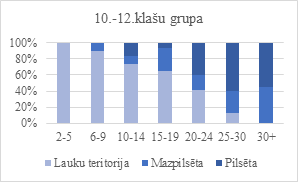 10.-12.klašu grupa
100%
80%
60%
40%
20%
0%
2-5 6-9 10-14 15-19 20-24 25-30 30+
Lauku teritorija Mazpilsēta Pilsēta